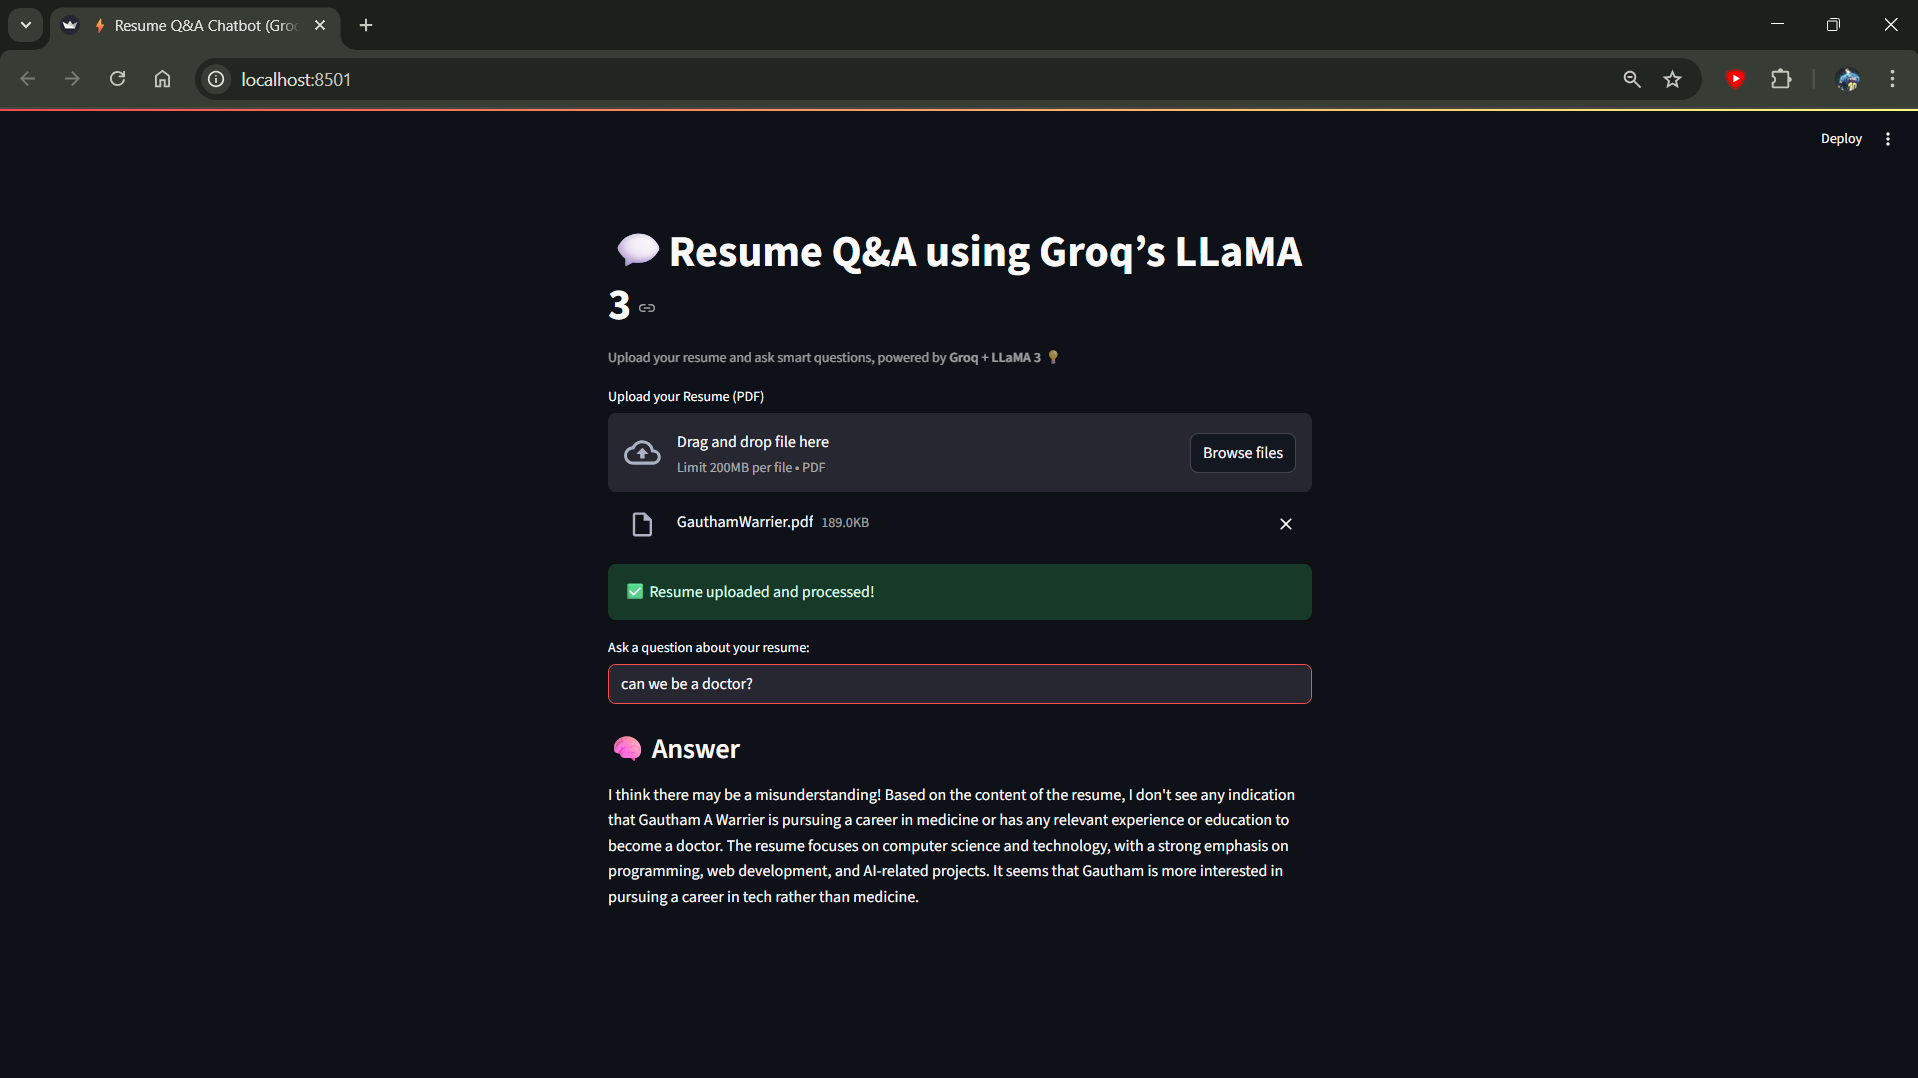 Resume Q&A Chatbot (Gro
localhost:8501
Deploy
Resume Q&A using Groq’s LLaMA
3
Upload your resume and ask smart questions, powered by Groq + LLaMA 3
Upload your Resume (PDF)
Drag and drop file here
Limit 200MB per file • PDF
Browse files
GauthamWarrier.pdf 189.0KB
Resume uploaded and processed!
Ask a question about your resume:
can we be a doctor?
Answer
I think there may be a misunderstanding! Based on the content of the resume, I don't see any indication
that Gautham A Warrier is pursuing a career in medicine or has any relevant experience or education to
become a doctor. The resume focuses on computer science and technology, with a strong emphasis on
programming, web development, and AI-related projects. It seems that Gautham is more interested in
pursuing a career in tech rather than medicine.